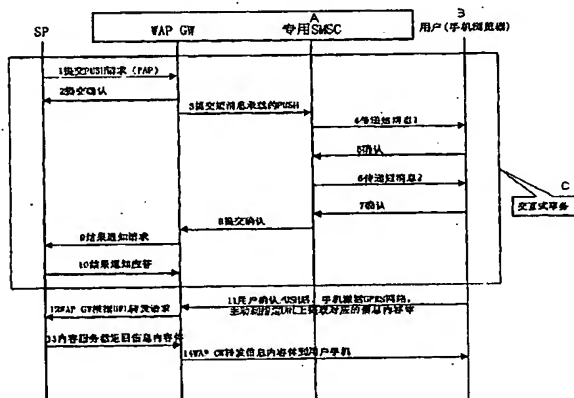 A
B
SP
WAP GW
专用SMSC
用户(手机浏览器)
1提交PUSH请求 (PAP)
2提交确认
3提交短消息承载的PUSH
4传送短消息1
5确认
6传送短消息2
7确认
C
交互式事务
8提交确认
9结果通知请求
10结果通知应答
11用户确认PUSH后,手机激活GPRS网络,
主动到指定URL上获取对应的信息内容等
12WAP GW根据URL转发请求
13内容服务器返回信息内容体
14WAP GW转发信息内容体到用户手机